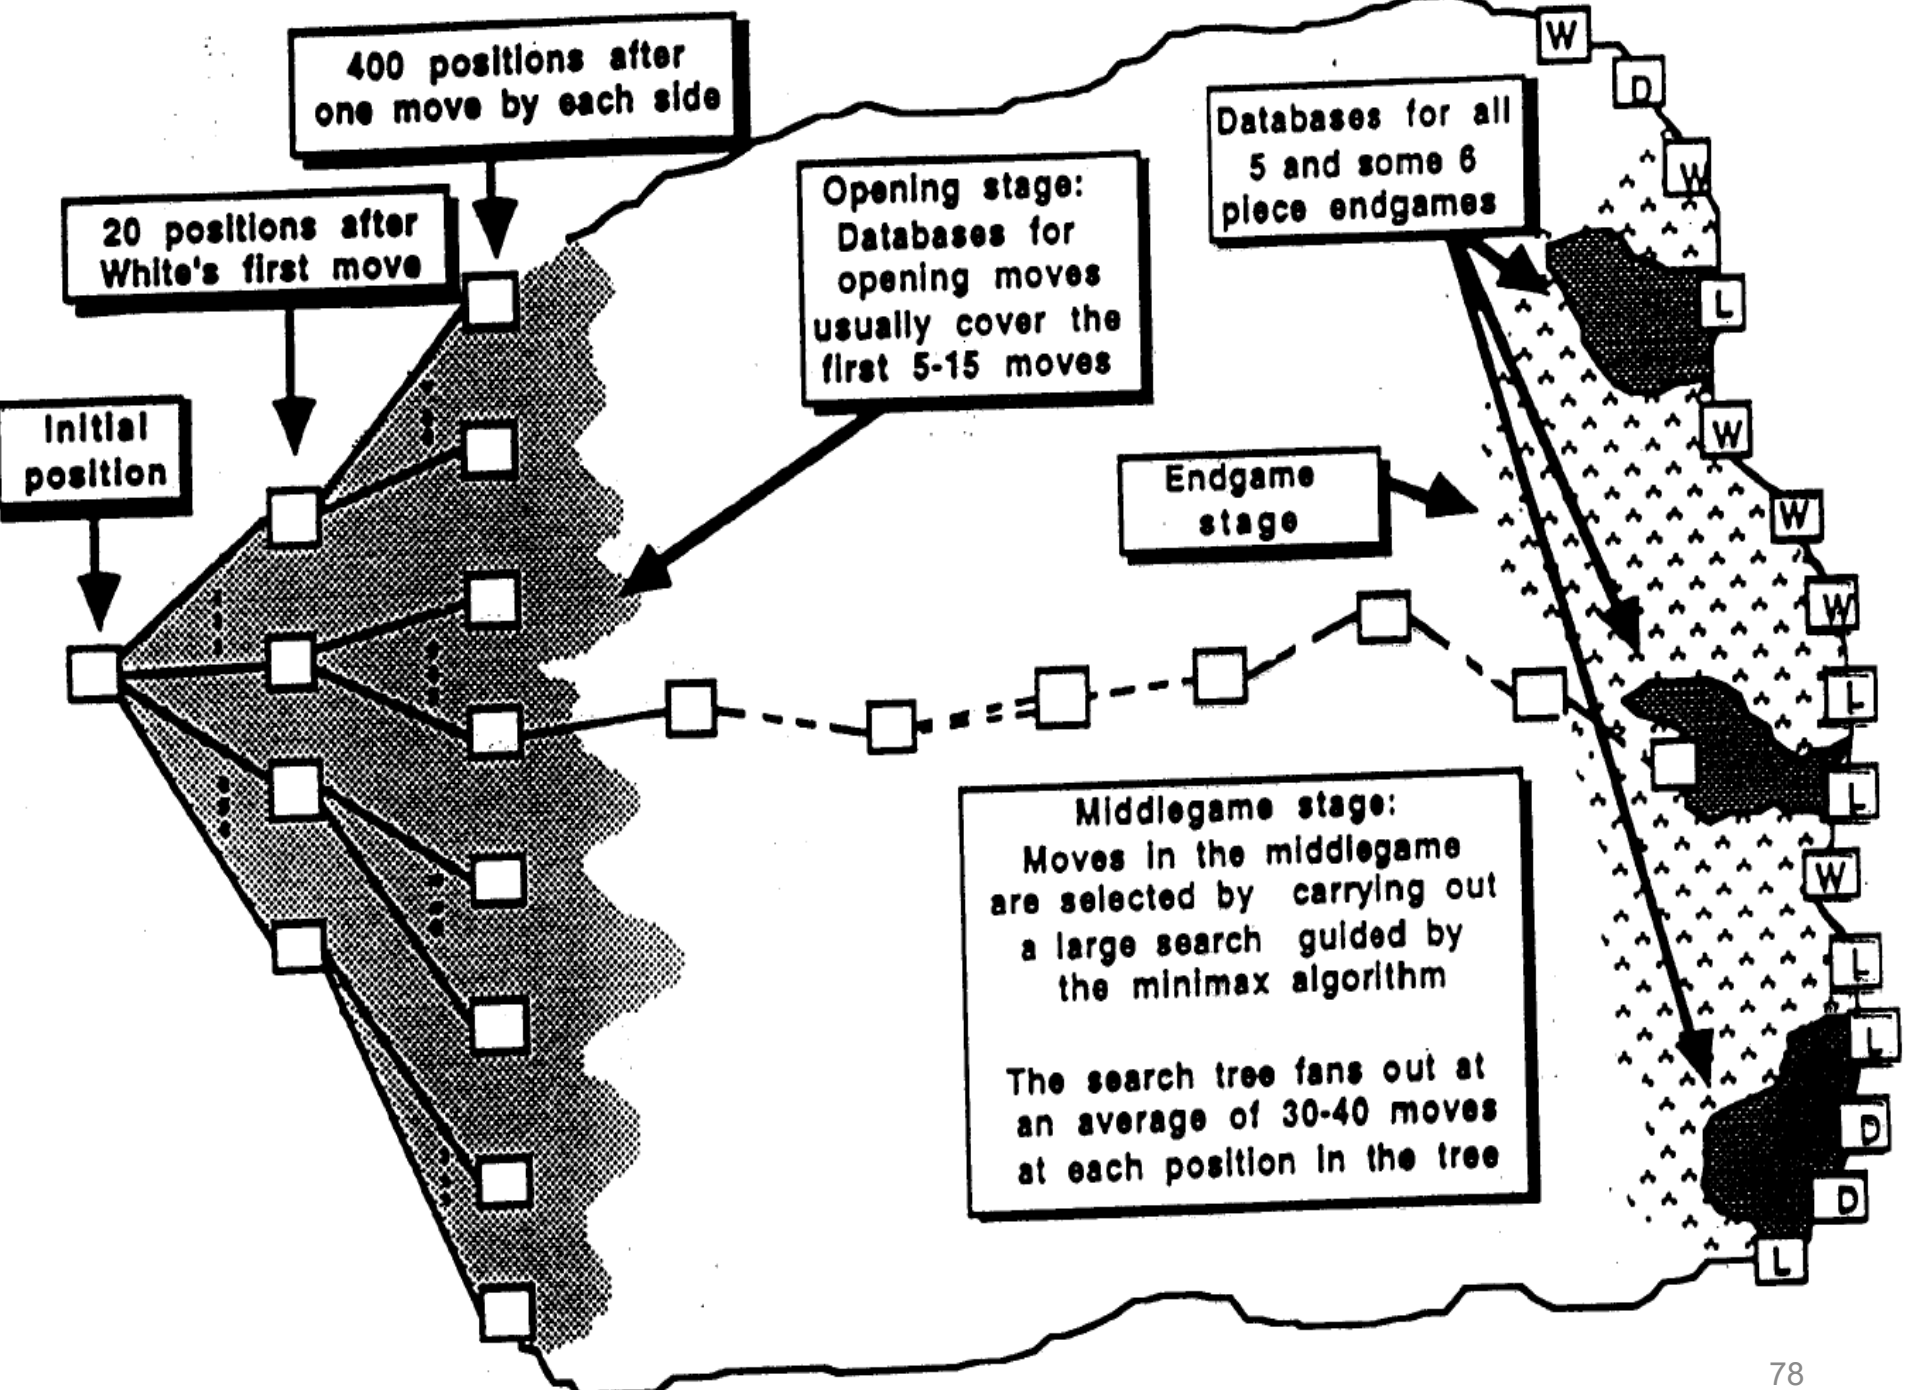 400 positions after
one move by each side
20 positions after
White's first move
Initial
position
Opening stage:
Databases for
opening moves
usually cover the
first 5-15 moves
Databases for all
5 and some 6
piece endgames
Endgame
stage
Middlegame stage:
Moves in the middlegame
are selected by carrying out
a large search guided by
the minimax algorithm
The search tree fans out at
an average of 30-40 moves
at each position in the tree
W
D
W
L
W
W
W
L
L
W
L
L
D
D
L
78